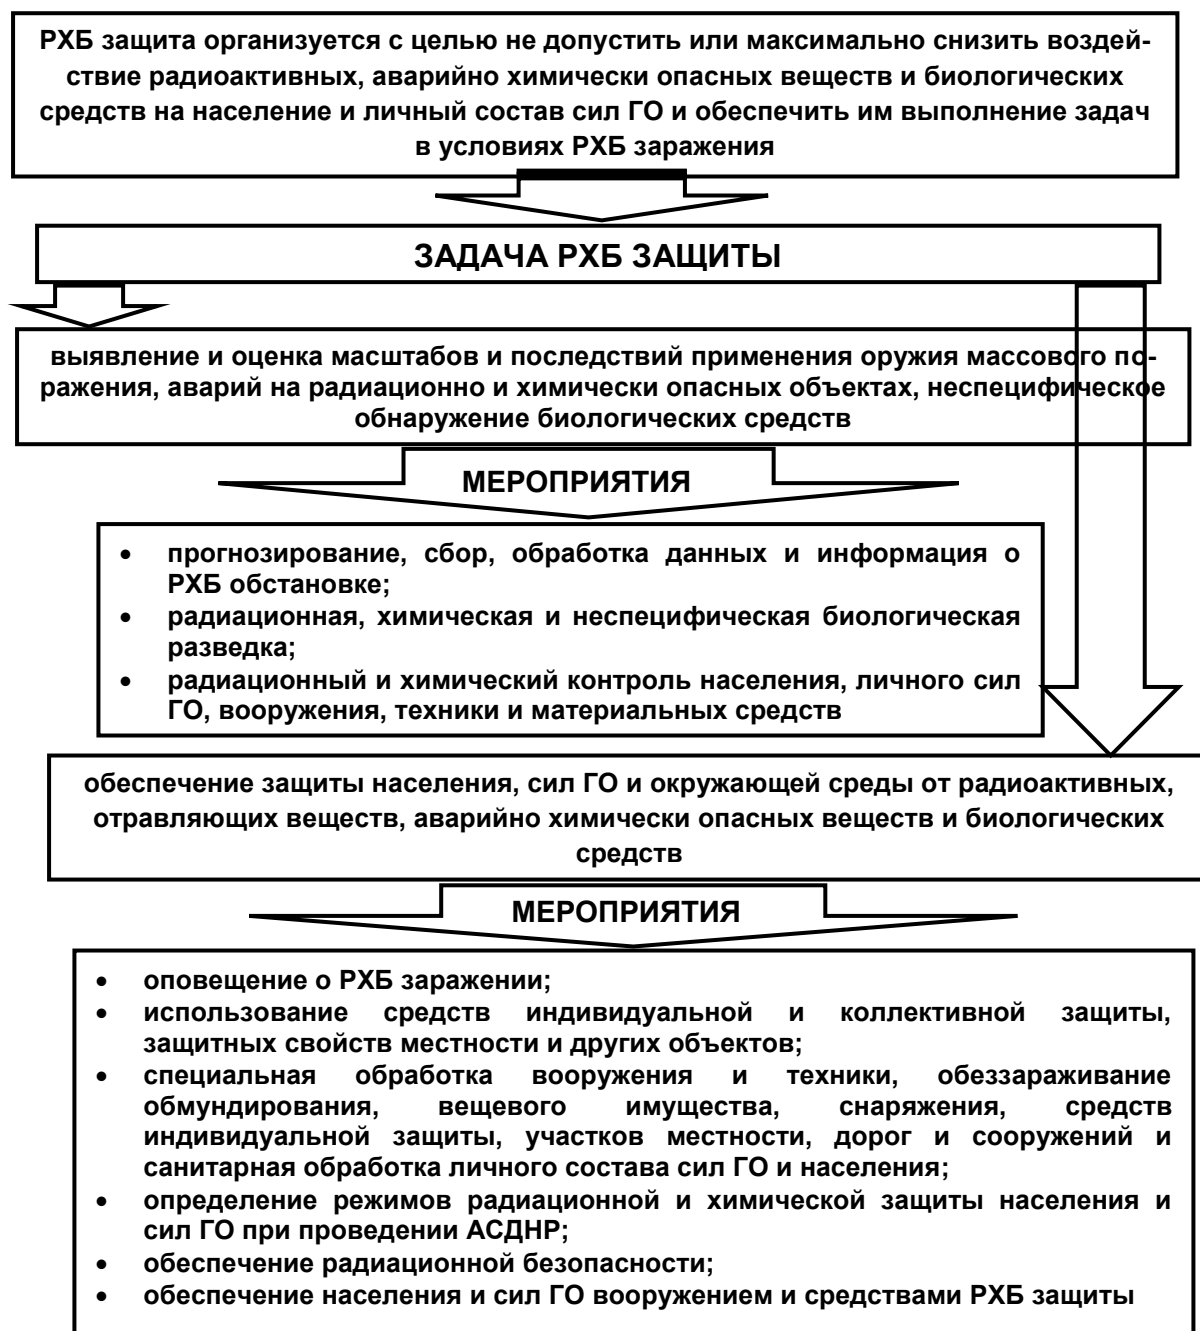 РХБ защита организуется с целью не допустить или максимально снизить воздей-
ствие радиоактивных, аварийно химически опасных веществ и биологических
средств на население и личный состав сил ГО и обеспечить им выполнение задач
в условиях РХБ заражения
ЗАДАЧА РХБ ЗАЩИТЫ
выявление и оценка масштабов и последствий применения оружия массового по-
ражения, аварий на радиационно и химически опасных объектах, неспецифическое
обнаружение биологических средств
МЕРОПРИЯТИЯ
• прогнозирование, сбор, обработка данных и информация о
РХБ обстановке;
• радиационная, химическая и неспецифическая биологическая
разведка;
• радиационный и химический контроль населения, личного сил
ГО, вооружения, техники и материальных средств
обеспечение защиты населения, сил ГО и окружающей среды от радиоактивных,
отравляющих веществ, аварийно химически опасных веществ и биологических
средств
МЕРОПРИЯТИЯ
• оповещение о РХБ заражении;
• использование средств индивидуальной и коллективной защиты,
защитных свойств местности и других объектов;
• специальная обработка вооружения и техники, обеззараживание
обмундирования, вещевого имущества, снаряжения, средств
индивидуальной защиты, участков местности, дорог и сооружений и
санитарная обработка личного состава сил ГО и населения;
• определение режимов радиационной и химической защиты населения и
сил ГО при проведении АСДНР;
• обеспечение радиационной безопасности;
• обеспечение населения и сил ГО вооружением и средствами РХБ защиты